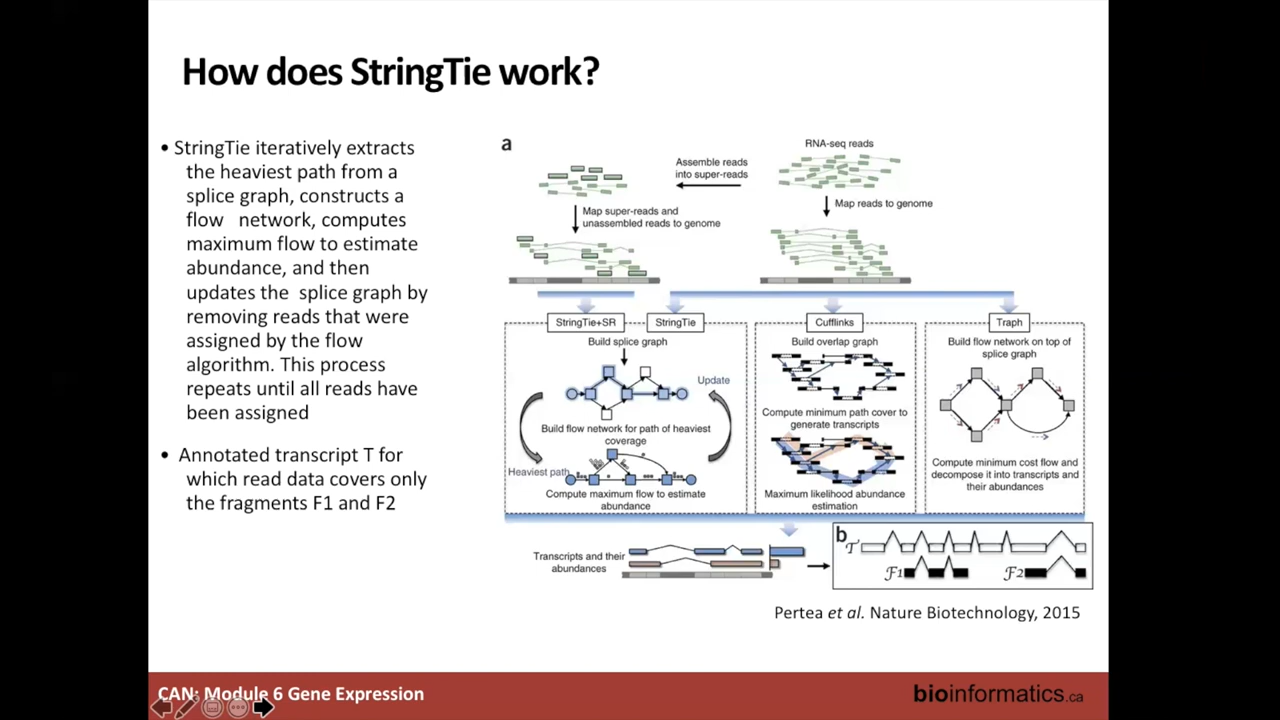 How does StringTie work?
• StringTie iteratively extracts
the heaviest path from a
splice graph, constructs a
flow network, computes
maximum flow to estimate
abundance, and then
updates the splice graph by
removing reads that were
assigned by the flow
algorithm. This process
repeats until all reads have
been assigned
• Annotated transcript T for
which read data covers only
the fragments F1 and F2
a
RNA-seq reads
Assemble reads
into super-reads
Map super-reads and
unassembled reads to genome
Map reads to genome
StringTie+SR
StringTie
Cufflinks
Traph
Build splice graph
Update
Build flow network for path of heaviest
coverage
Heaviest path
Compute maximum flow to estimate
abundance
Build overlap graph
Compute minimum path cover to
generate transcripts
Maximum likelihood abundance
estimation
Build flow network on top of
splice graph
Compute minimum cost flow and
decompose it into transcripts and
their abundances
Transcripts and their
abundances
b
T
F1
F2
Pertea et al. Nature Biotechnology, 2015
CAN: Module 6 Gene Expression
bioinformatics.ca